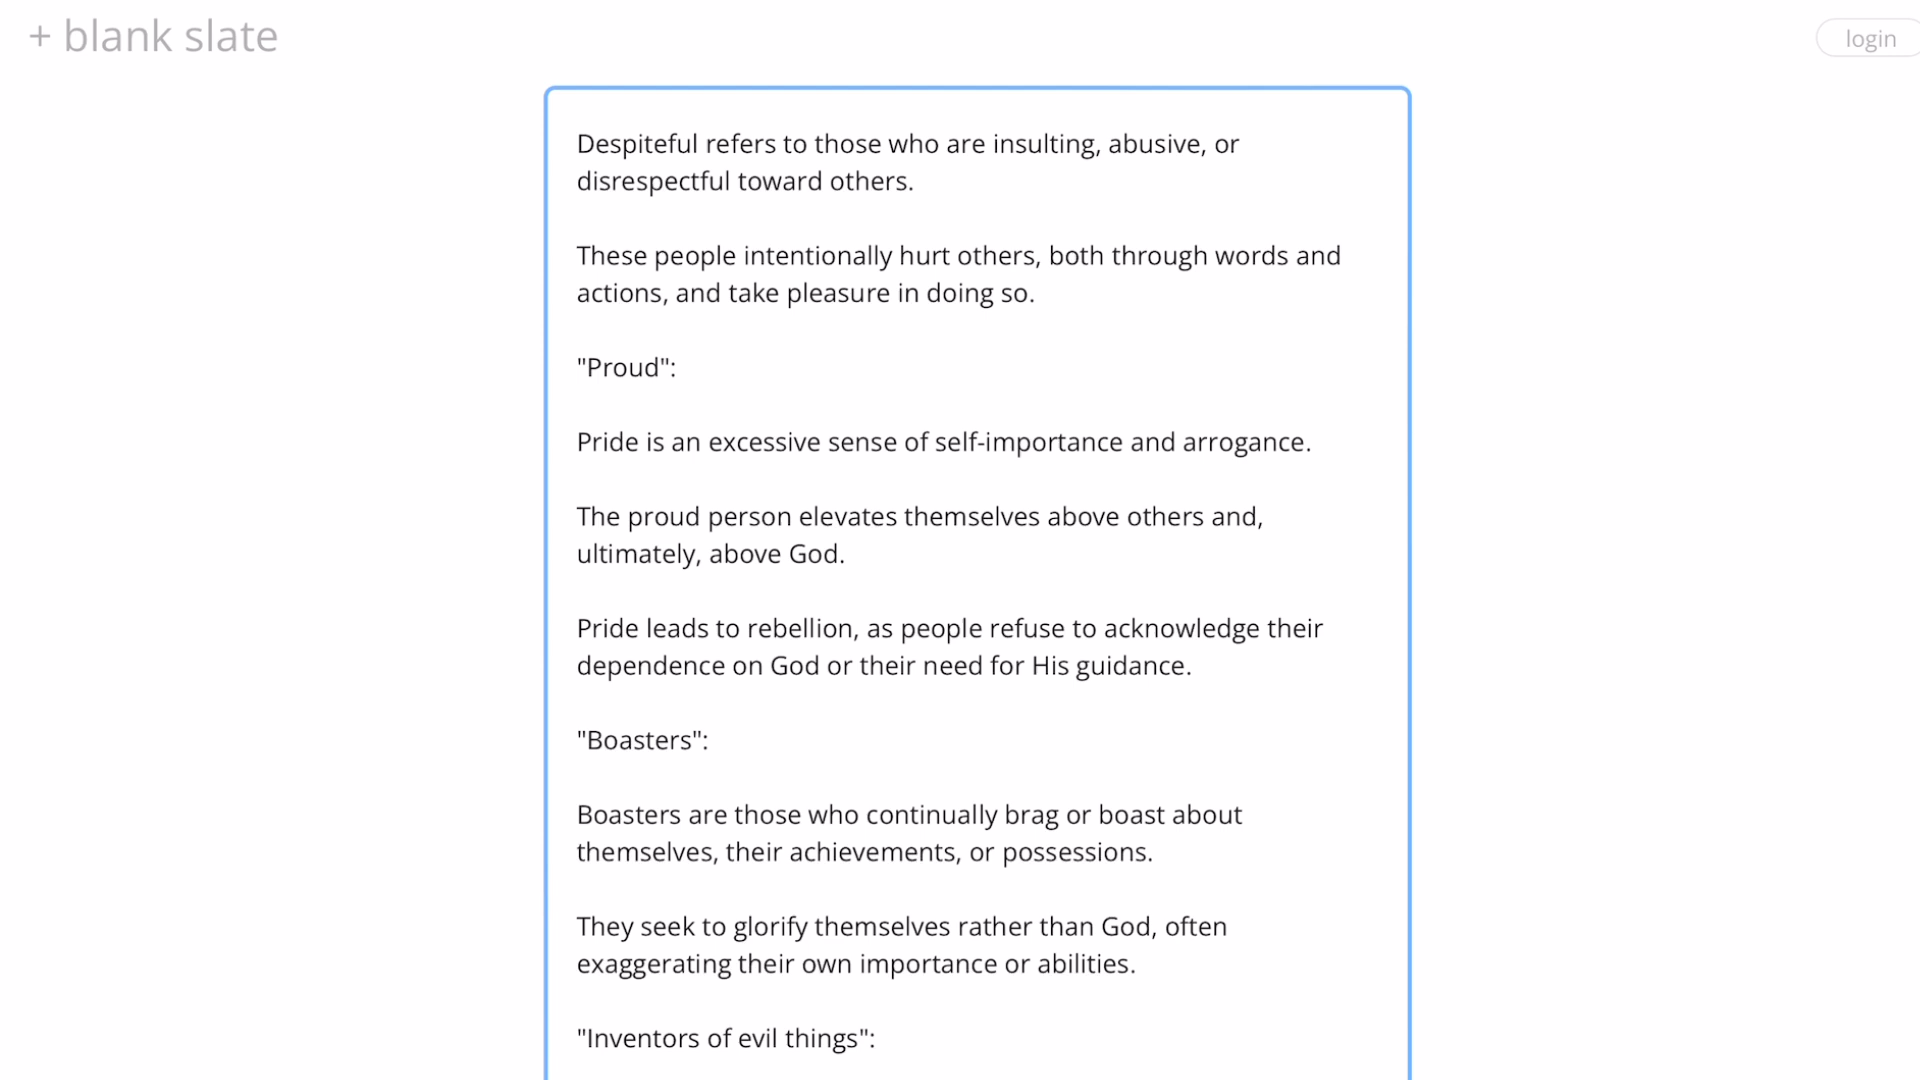 + blank slate
login
Despiteful refers to those who are insulting, abusive, or
disrespectful toward others.
These people intentionally hurt others, both through words and
actions, and take pleasure in doing so.
"Proud":
Pride is an excessive sense of self-importance and arrogance.
The proud person elevates themselves above others and,
ultimately, above God.
Pride leads to rebellion, as people refuse to acknowledge their
dependence on God or their need for His guidance.
"Boasters":
Boasters are those who continually brag or boast about
themselves, their achievements, or possessions.
They seek to glorify themselves rather than God, often
exaggerating their own importance or abilities.
"Inventors of evil things":